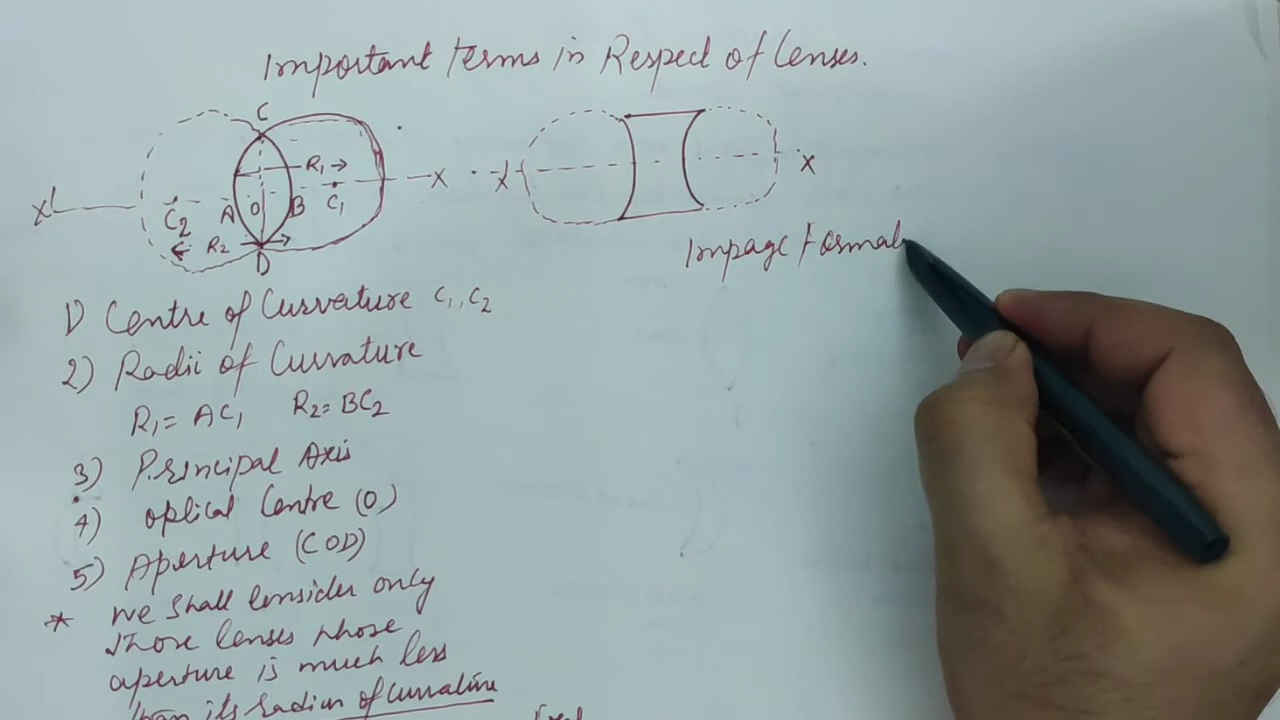 Important terms in Respect of Lenses.
C
R1
X' C2 A O B C1 X X' X
R2
D
Impage formal
1) Centre of Curvature C1, C2
2) Radii of Curvature
R1 = AC1 R2 = BC2
3) Principal Axis
4) optical Centre (O)
5) Aperture (COD)
* We shall Consider only
those lenses whose
aperture is much less
than its radius of curvature